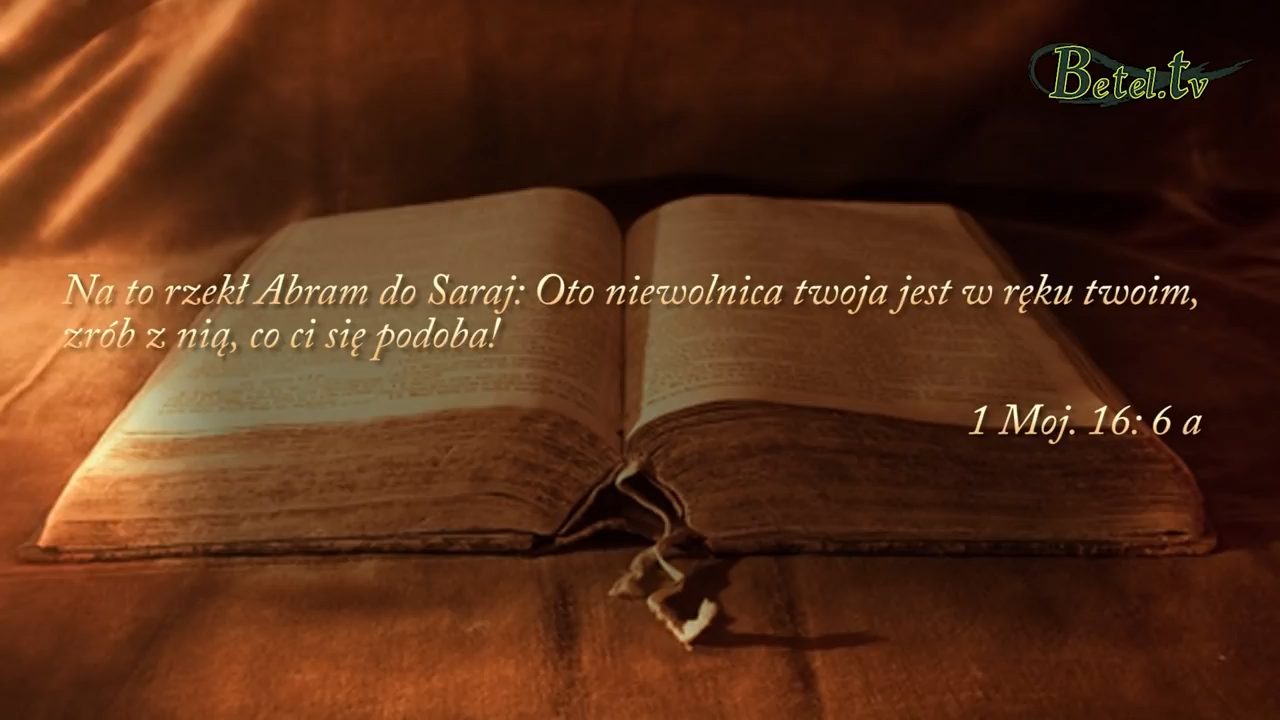 Betel.tv
Na to rzekł Abram do Saraj: Oto niewolnica twoja jest w ręku twoim,
zrób z nią, co ci się podoba!
1 Moj. 16: 6 a